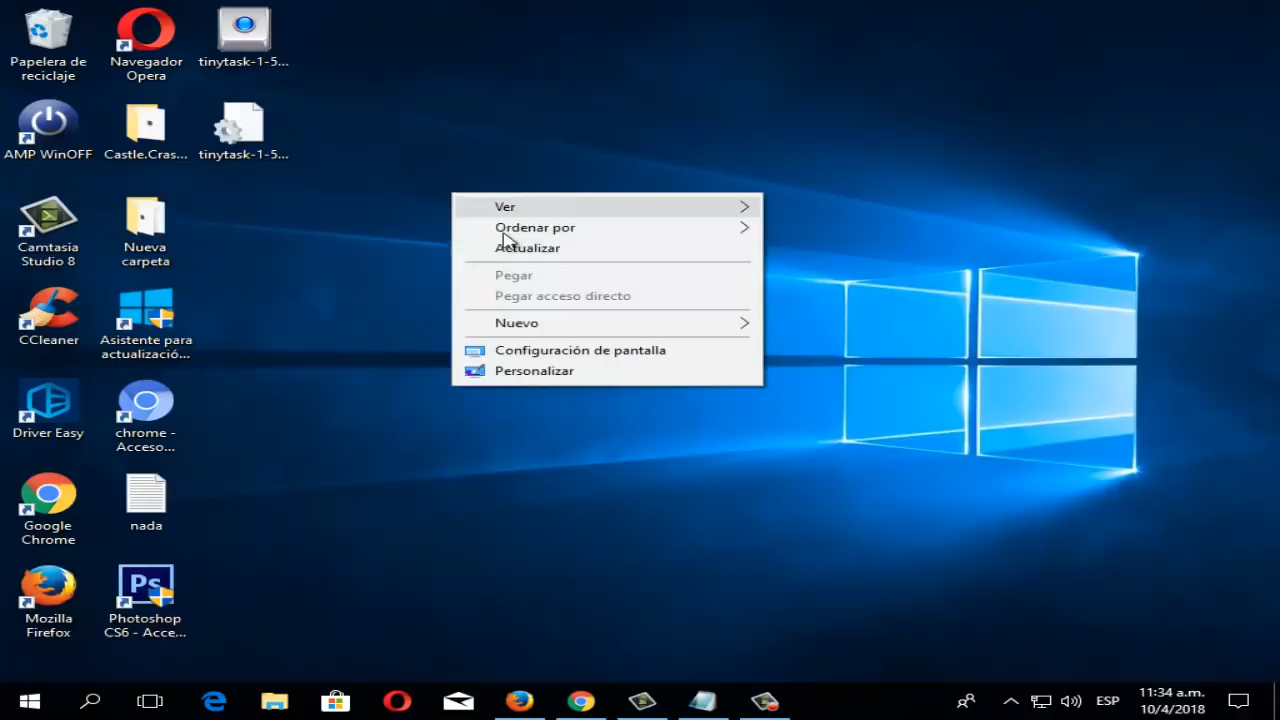 Papelera de
reciclaje
Navegador
Opera
tinytask-1-5...
AMP WinOFF
Castle.Cras...
tinytask-1-5...
Camtasia
Studio 8
Nueva
carpeta
CCleaner
Asistente para
actualizació...
Driver Easy
chrome -
Acceso...
Google
Chrome
nada
Mozilla
Firefox
Ps
Photoshop
CS6 - Acce...
Ver
Ordenar por
Actualizar
Pegar
Pegar acceso directo
Nuevo
Configuración de pantalla
Personalizar
ESP
11:34 a.m.
10/4/2018